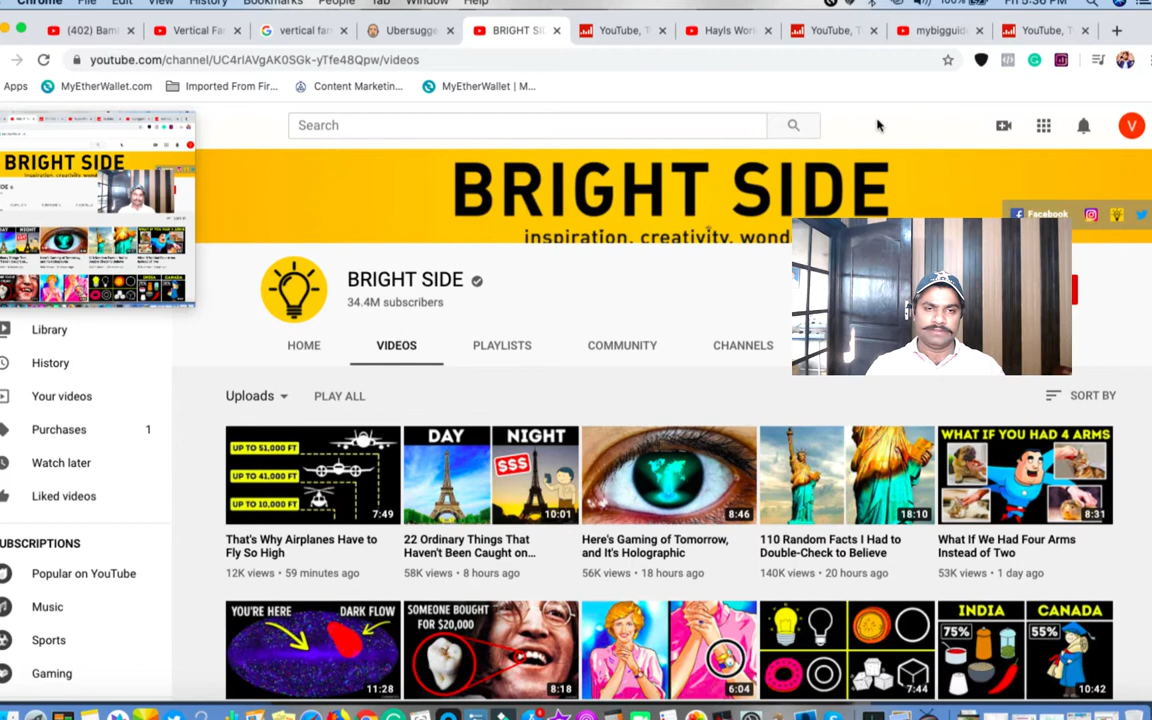 Chrome File Edit View History Bookmarks People Tab Window Help 100% Fri 5:36 PM
(402) Bam Vertical Fa vertical far Ubersugge BRIGHT SI YouTube, T Hayls Wor YouTube, T mybigguid YouTube, T
youtube.com/channel/UC4rlAVgAK0SGk-yTfe48Qpw/videos
Apps MyEtherWallet.com Imported From Fir... Content Marketin... MyEtherWallet | M...
Search
V
BRIGHT SIDE
inspiration, creativity, wond
Facebook
BRIGHT SIDE
34.4M subscribers
HOME VIDEOS PLAYLISTS COMMUNITY CHANNELS
Library
History
Your videos
Purchases 1
Watch later
Liked videos
UBSCRIPTIONS
Popular on YouTube
Music
Sports
Gaming
Uploads PLAY ALL SORT BY
UP TO 51,000 FT
UP TO 41,000 FT
UP TO 10,000 FT
7:49
DAY NIGHT
$$$
10:01
8:46
18:10
WHAT IF YOU HAD 4 ARMS
8:31
That's Why Airplanes Have to
Fly So High
12K views • 59 minutes ago
22 Ordinary Things That
Haven't Been Caught on...
58K views • 8 hours ago
Here's Gaming of Tomorrow,
and It's Holographic
56K views • 18 hours ago
110 Random Facts I Had to
Double-Check to Believe
140K views • 20 hours ago
What If We Had Four Arms
Instead of Two
53K views • 1 day ago
YOU'RE HERE DARK FLOW
11:28
SOMEONE BOUGHT
FOR $20,000
8:18
6:04
7:44
INDIA CANADA
75% 55%
10:42